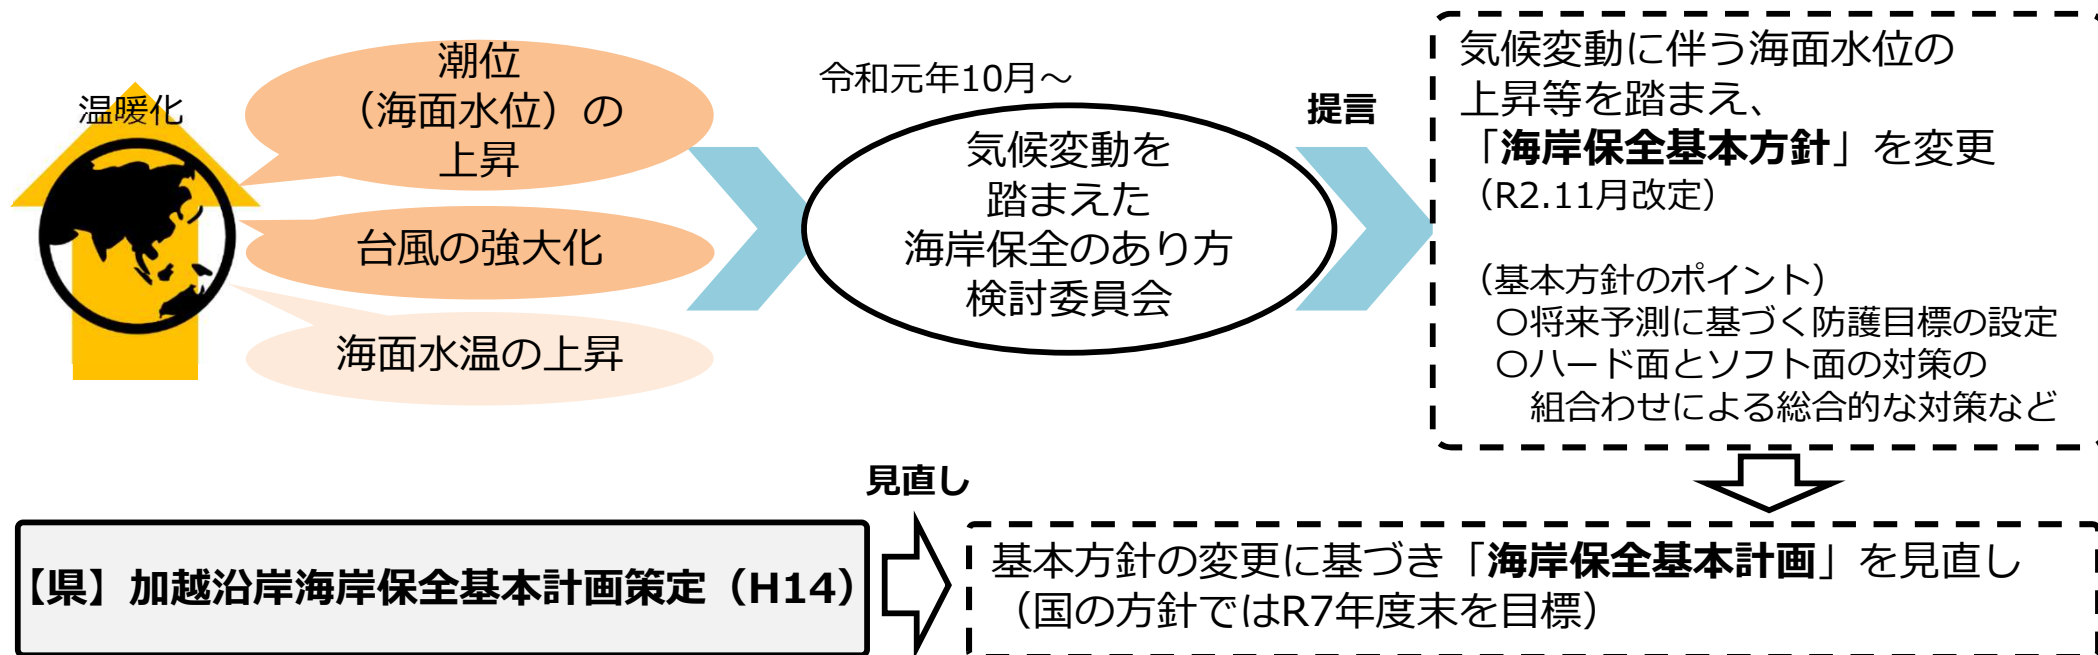 温暖化
潮位
（海面水位）の
上昇
台風の強大化
海面水温の上昇
令和元年10月～
気候変動を
踏まえた
海岸保全のあり方
検討委員会
提言
気候変動に伴う海面水位の
上昇等を踏まえ、
「海岸保全基本方針」を変更
（R2.11月改定）
（基本方針のポイント）
〇将来予測に基づく防護目標の設定
〇ハード面とソフト面の対策の
組合わせによる総合的な対策など
見直し
【県】加越沿岸海岸保全基本計画策定（H14）
基本方針の変更に基づき「海岸保全基本計画」を見直し
（国の方針ではR7年度末を目標）